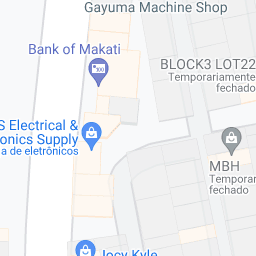 Gayuma Machine Shop
Bank of Makati
BLOCK3 LOT22
Temporariamente
fechado
S Electrical &
onics Supply
a de eletrônicos
MBH
Temporar
fechado
Jocy Kyle